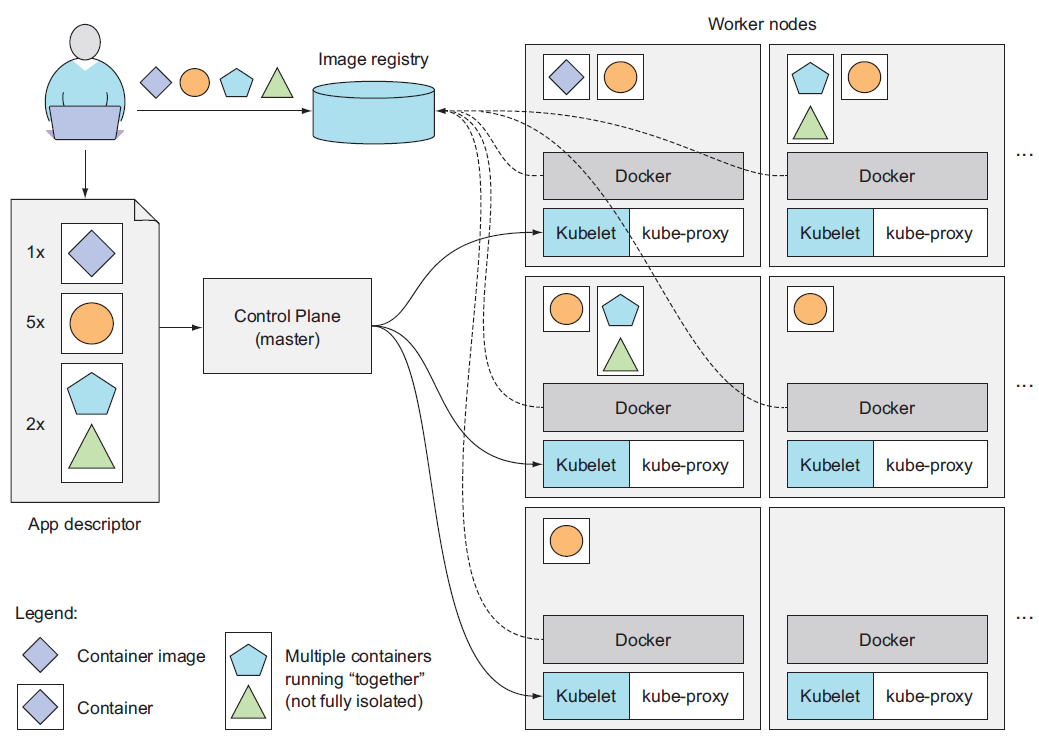 Worker nodes
Image registry
Docker
Kubelet
kube-proxy
Docker
Kubelet
kube-proxy
...
1x
5x
2x
App descriptor
Control Plane
(master)
Docker
Kubelet
kube-proxy
Docker
Kubelet
kube-proxy
...
Docker
Kubelet
kube-proxy
Docker
Kubelet
kube-proxy
...
Legend:
Container image
Container
Multiple containers
running “together”
(not fully isolated)